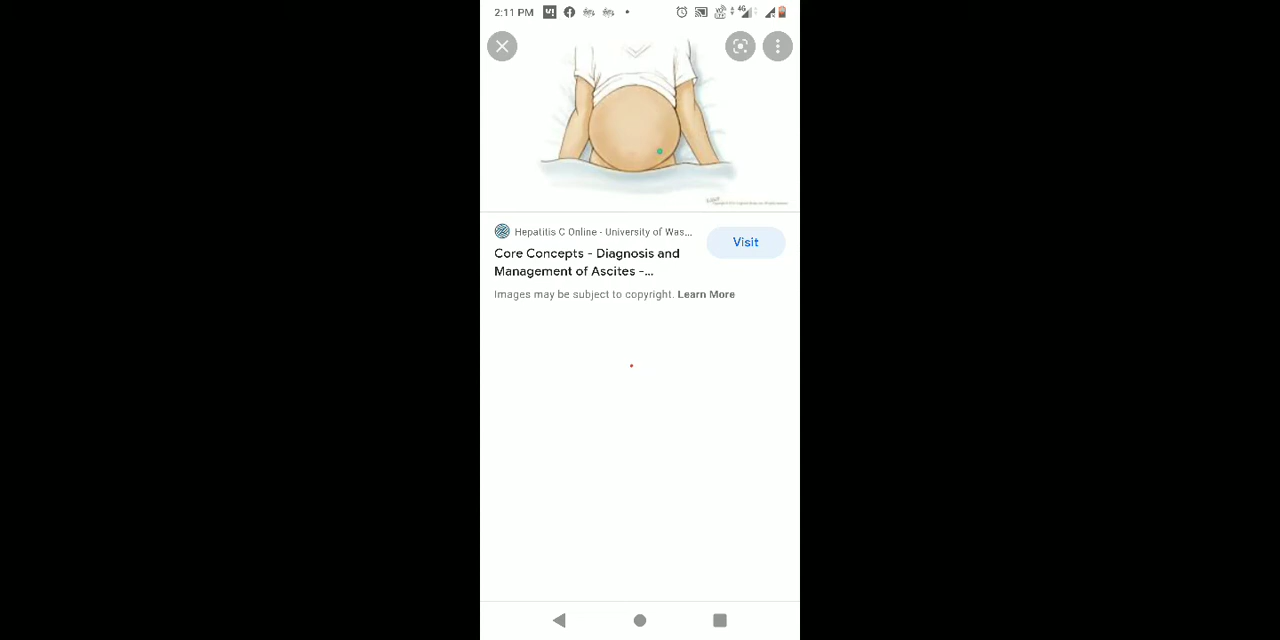 2:11 PM
4G
Hepatitis C Online - University of Was...
Visit
Core Concepts - Diagnosis and
Management of Ascites -...
Images may be subject to copyright. Learn More